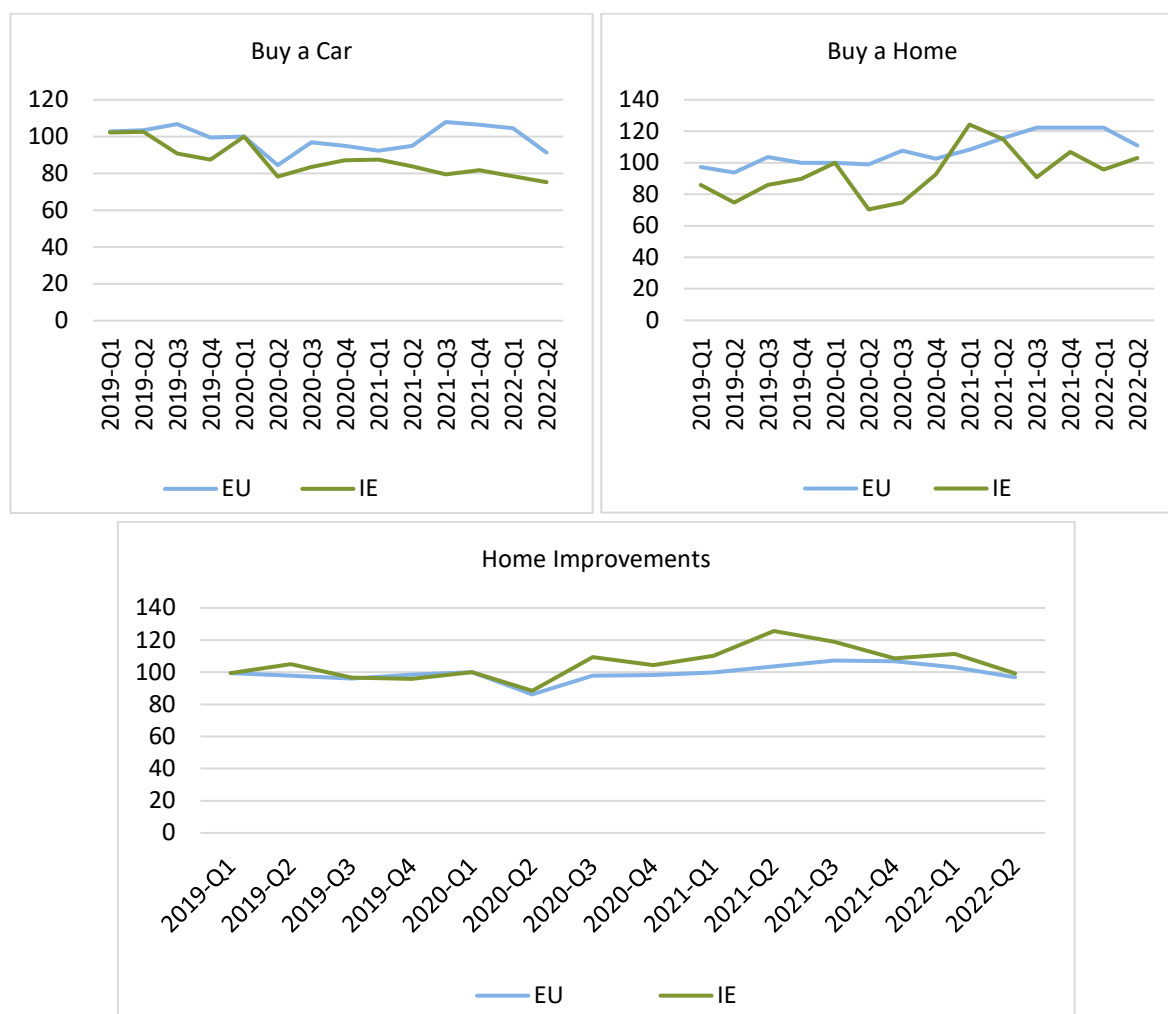 Buy a Car
120
100
80
60
40
20
0
2019-Q1
2019-Q2
2019-Q3
2019-Q4
2020-Q1
2020-Q2
2020-Q3
2020-Q4
2021-Q1
2021-Q2
2021-Q3
2021-Q4
2022-Q1
2022-Q2
EU IE
Buy a Home
140
120
100
80
60
40
20
0
2019-Q1
2019-Q2
2019-Q3
2019-Q4
2020-Q1
2020-Q2
2020-Q3
2020-Q4
2021-Q1
2021-Q2
2021-Q3
2021-Q4
2022-Q1
2022-Q2
EU IE
Home Improvements
140
120
100
80
60
40
20
0
2019-Q1
2019-Q2
2019-Q3
2019-Q4
2020-Q1
2020-Q2
2020-Q3
2020-Q4
2021-Q1
2021-Q2
2021-Q3
2021-Q4
2022-Q1
2022-Q2
EU IE